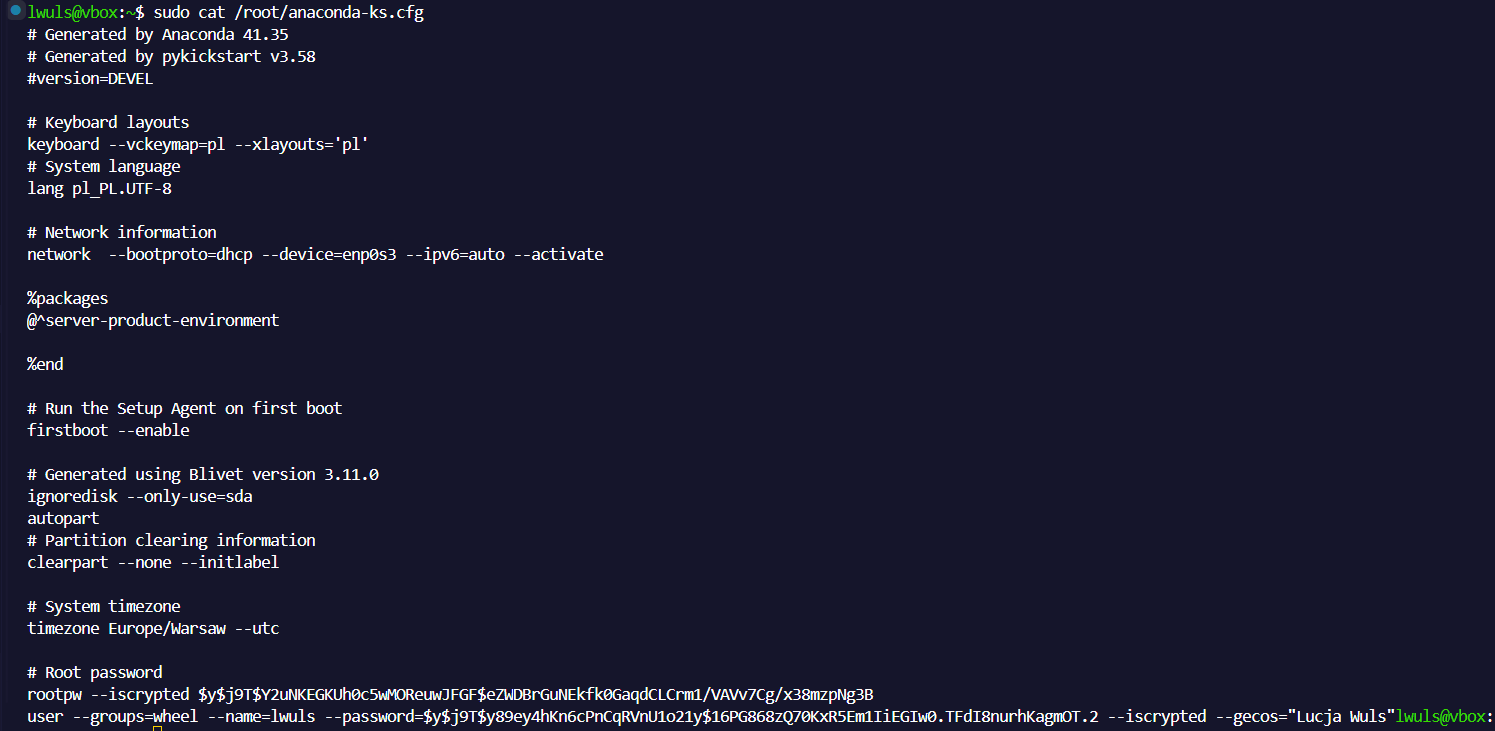 lwuls@vbox:~$ sudo cat /root/anaconda-ks.cfg
# Generated by Anaconda 41.35
# Generated by pykickstart v3.58
#version=DEVEL
# Keyboard layouts
keyboard --vckeymap=pl --xlayouts='pl'
# System language
lang pl_PL.UTF-8
# Network information
network  --bootproto=dhcp --device=enp0s3 --ipv6=auto --activate
%packages
@^server-product-environment
%end
# Run the Setup Agent on first boot
firstboot --enable
# Generated using Blivet version 3.11.0
ignoredisk --only-use=sda
autopart
# Partition clearing information
clearpart --none --initlabel
# System timezone
timezone Europe/Warsaw --utc
# Root password
rootpw --iscrypted $y$j9T$Y2uNKEGKUh0c5wMOReuwJFGF$eZWDBrGuNEkfk0GaqdCLCrm1/VAVv7Cg/x38mzpNg3B
user --groups=wheel --name=lwuls --password=$y$j9T$y89ey4hKn6cPnCqRVnU1o21y$16PG868zQ70KxR5Em1IiEGIw0.TFdI8nurhKagmOT.2 --iscrypted --gecos="Lucja Wuls"lwuls@vbox: